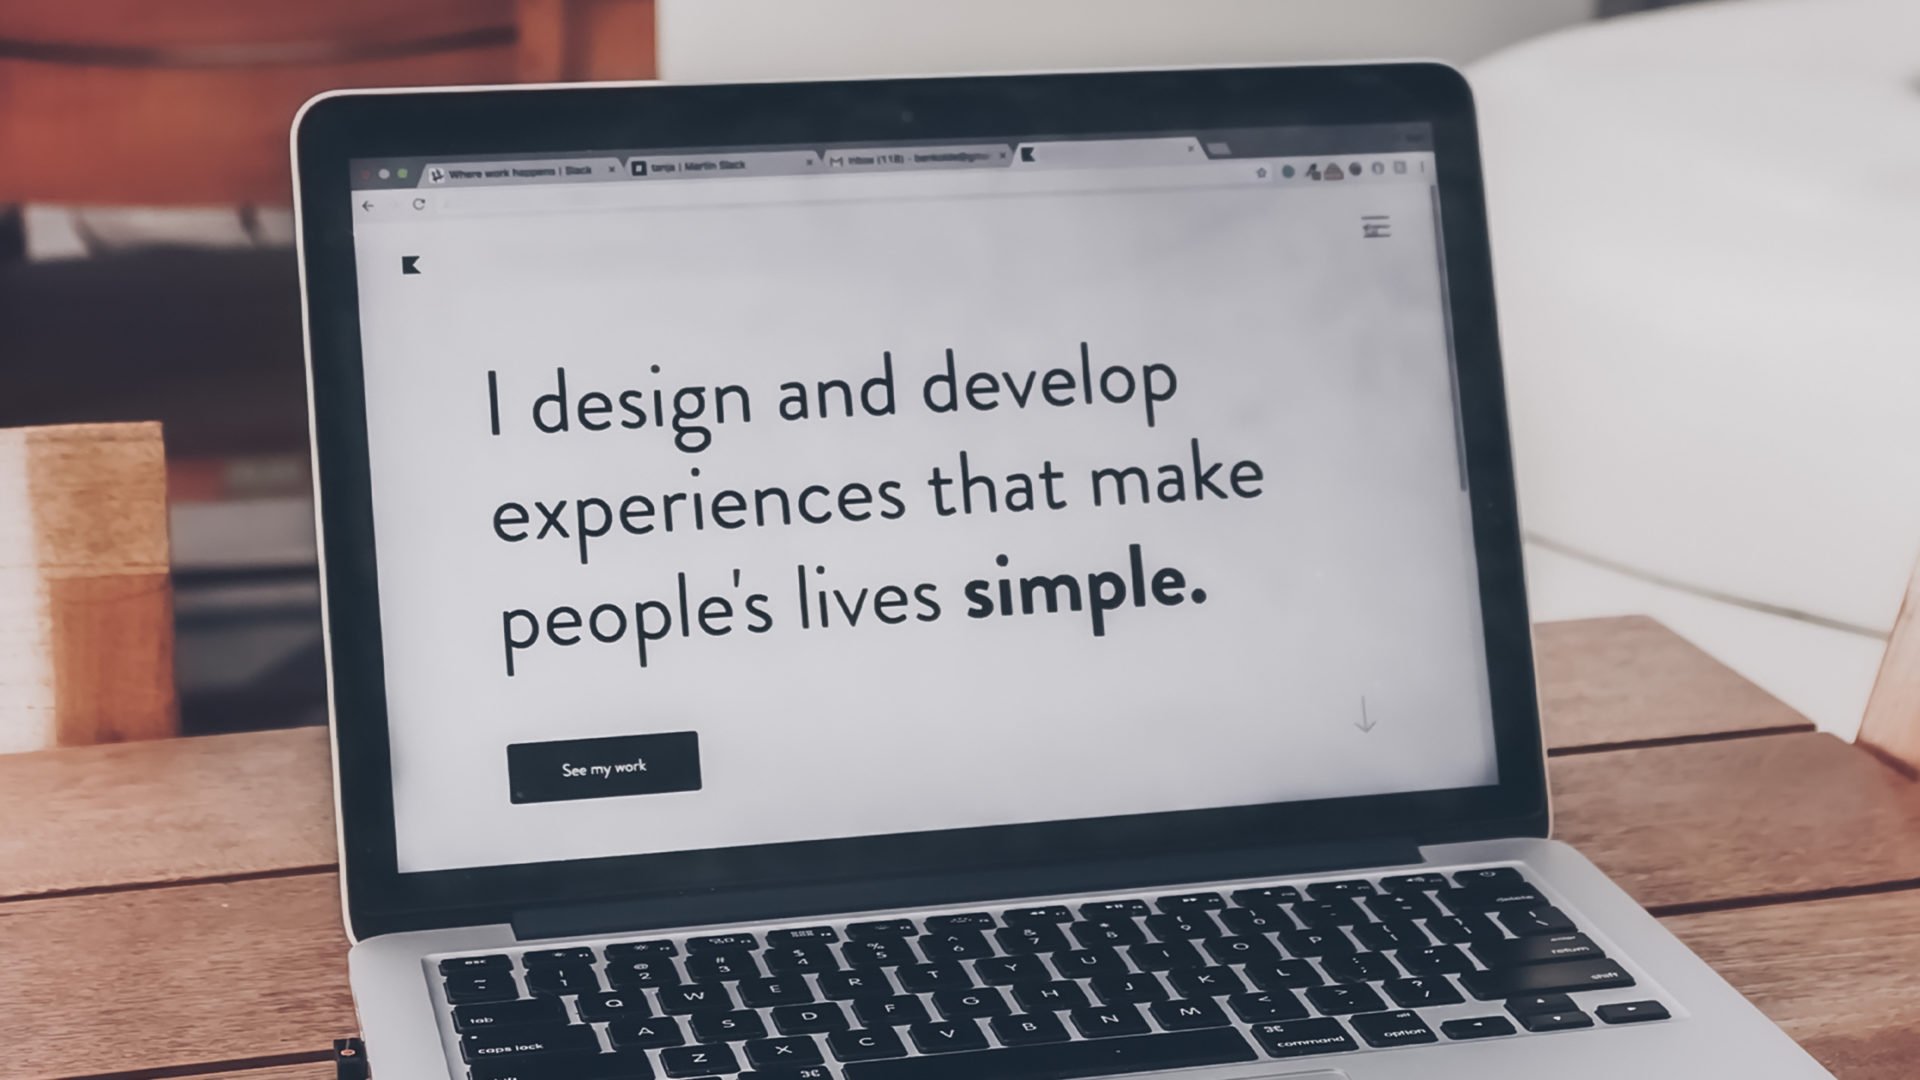 Where work happens | Slack
tanja | Martin Slack
Inbox (118)
I design and develop
experiences that make
people's lives simple.
See my work
esc
delete
tab
Q W E R T Y U I O P
return
caps lock
A S D F G H J K L
shift
Z X C V B N M
command
option